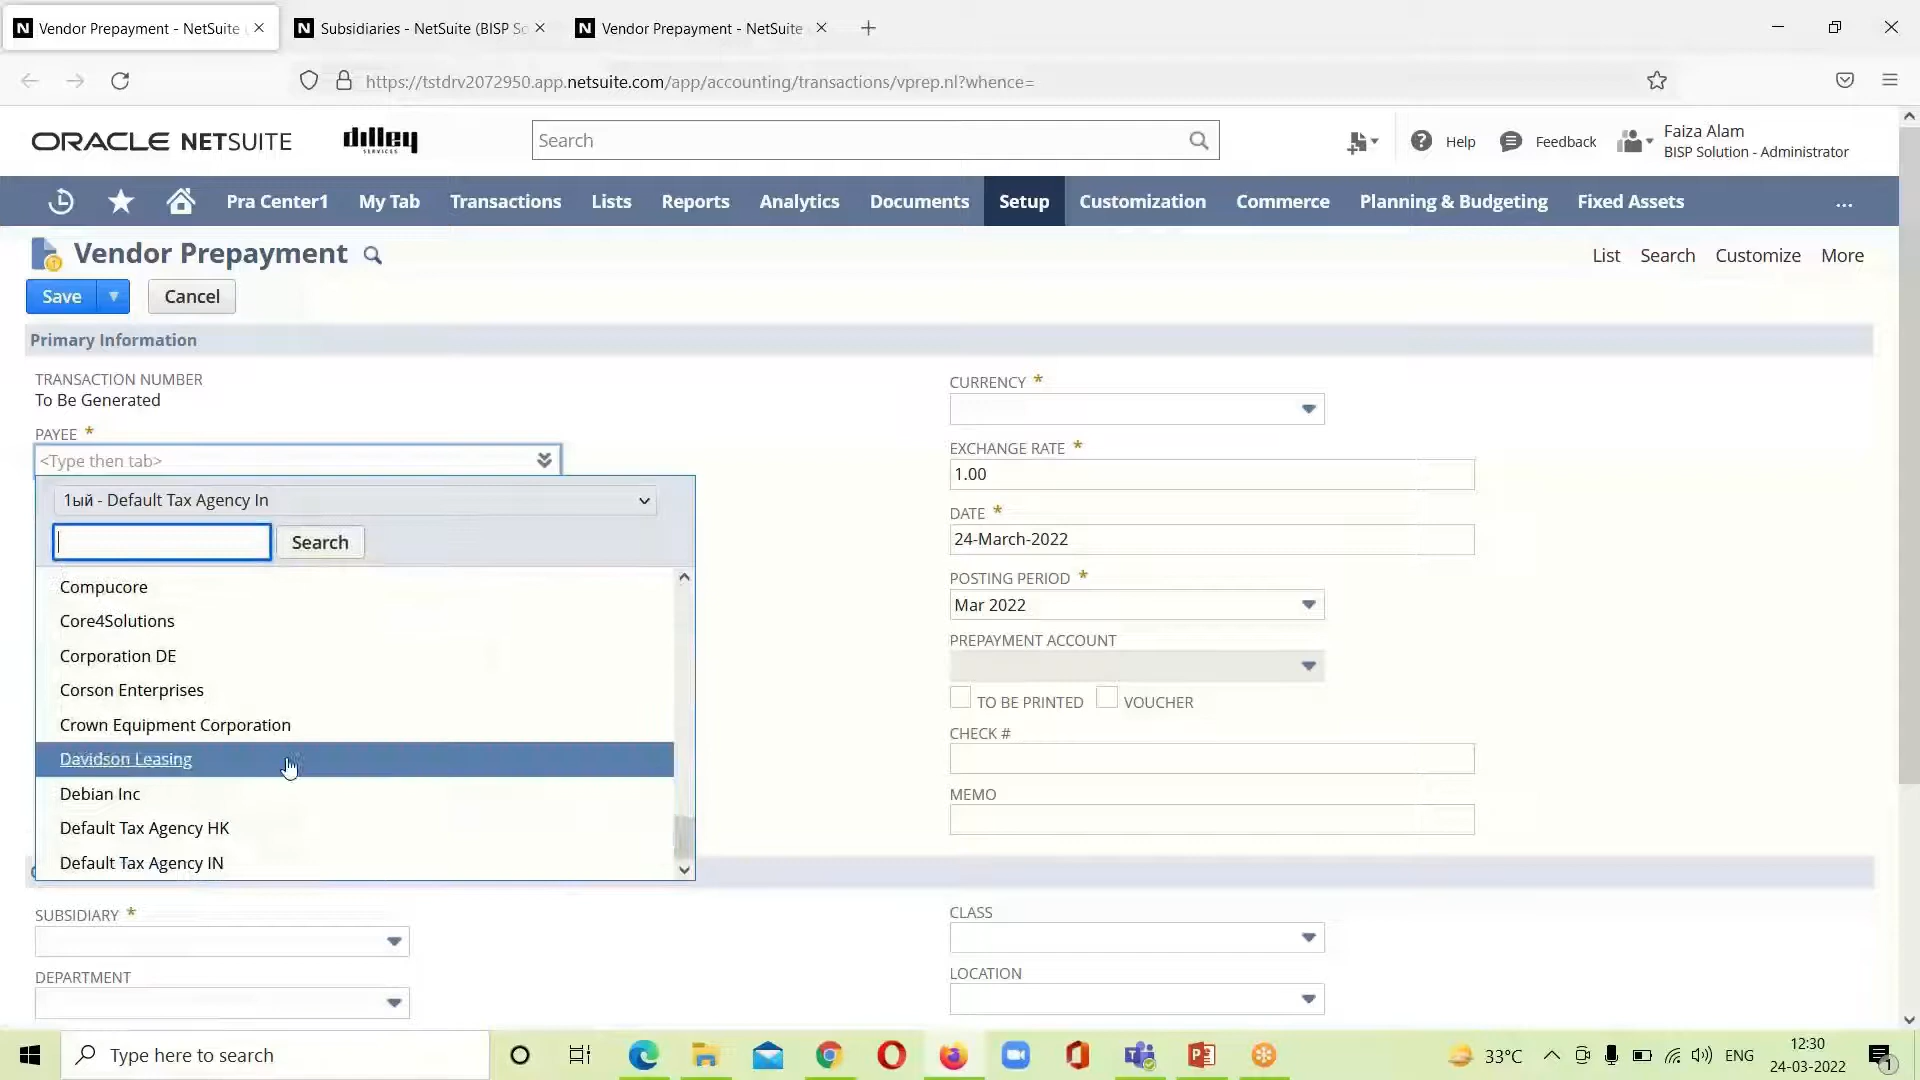 Vendor Prepayment - NetSuite
Subsidiaries - NetSuite (BISP So
Vendor Prepayment - NetSuite
https://tstdrv2072950.app.netsuite.com/app/accounting/transactions/vprep.nl?whence=
ORACLE NETSUITE
dilley
SERVICES
Search
Help
Feedback
Faiza Alam
BISP Solution - Administrator
Pra Center1
My Tab
Transactions
Lists
Reports
Analytics
Documents
Setup
Customization
Commerce
Planning & Budgeting
Fixed Assets
...
Vendor Prepayment
List
Search
Customize
More
Save
Cancel
Primary Information
TRANSACTION NUMBER
To Be Generated
PAYEE *
<Type then tab>
1ый - Default Tax Agency In
Search
Compucore
Core4Solutions
Corporation DE
Corson Enterprises
Crown Equipment Corporation
Davidson Leasing
Debian Inc
Default Tax Agency HK
Default Tax Agency IN
CURRENCY *
EXCHANGE RATE *
1.00
DATE *
24-March-2022
POSTING PERIOD *
Mar 2022
PREPAYMENT ACCOUNT
TO BE PRINTED
VOUCHER
CHECK #
MEMO
SUBSIDIARY *
DEPARTMENT
CLASS
LOCATION
Type here to search
33°C
ENG
12:30
24-03-2022
1